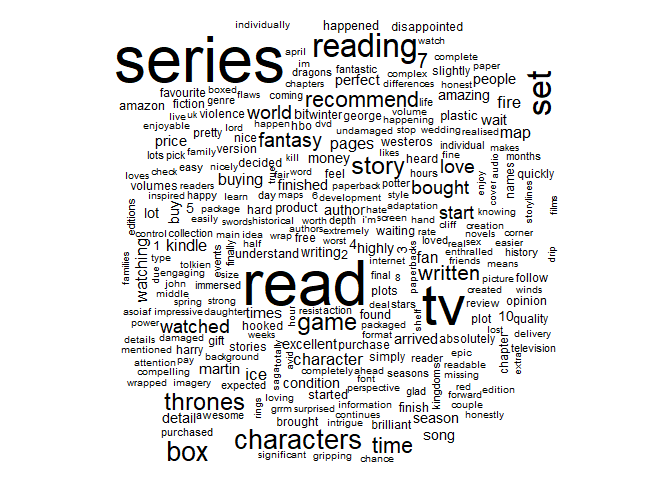 individually happened disappointed
series reading watch
april im 7 complete paper
dragons fantastic complex slightly people set
chapters perfect differences honest
favourite boxed flaws recommend life amazing fire
amazon fiction genre coming
live uk violence world bit winter george volume plastic wait map
enjoyable lord happen hbo dvd happening
pretty nice undamaged stop wedding realised
price family version fantasy pages westeros individual makes
lots pick kill word likes fine months
loves check easy nicely decided money story heard love names quickly
volumes readers buying true feel hours enjoy cover audio
inspired happy learn day maps 6 paperback potter adaptation bought storylines films
editions lot 1 buy 5 package finished development style creation
easily hard product author hate start knowing
control collection swords historical worth depth i'm screen hand cliff novels corner
main idea wrap authors extremely waiting rate
watching kindle events finally half free worst 4 highly 3 fan loved real sex easier
type understand writing 2 enthralled history
families due tolkien size internet paperbacks friends means
engaging read final 8 written picture follow drip
john immersed plots tv created winds
middle deal stars review opinion
spring strong resist action found shelf
asoiaf impressive daughter times hour game plot 10 quality
power watched hooked weeks packaged arrived absolutely lost
details damaged gift excellent format delivery
mentioned harry stories purchase simply reader epic chapter extra television
attention pay totally avid character readable
compelling background martin ice saga completely ahead seasons kingdoms missing
wrapped imagery expected condition font red edition
perspective glad forward
thrones rings loving started couple
awesome grrm surprised information finish season honestly
detail brought continues
purchased characters intrigue brilliant song
box significant gripping time
chance